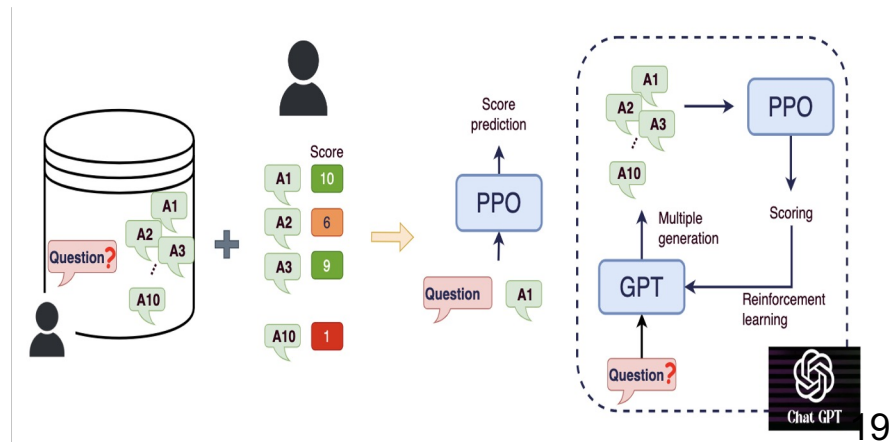 Question?
A1
A2
A3
A10
Score
A1
10
A2
6
A3
9
A10
1
Score
prediction
PPO
Question
A1
A1
A2
A3
A10
PPO
Multiple
generation
Scoring
GPT
Reinforcement
learning
Question?
Chat GPT
19